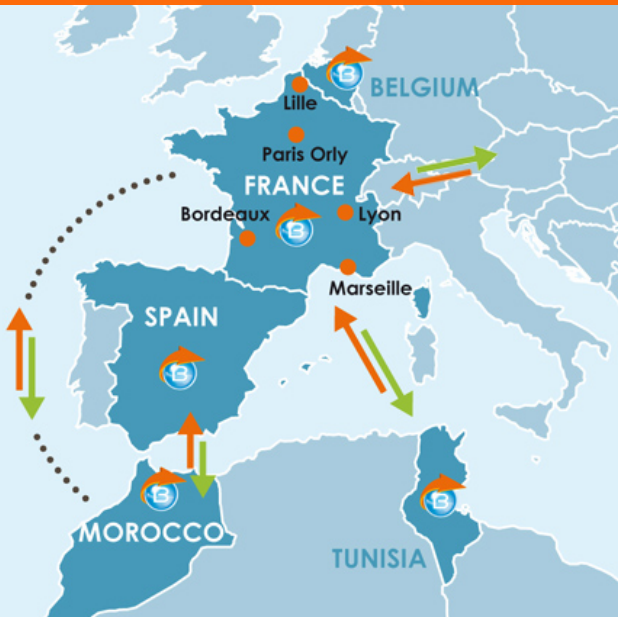 BELGIUM
Lille
Paris Orly
FRANCE
Bordeaux
Lyon
Marseille
SPAIN
MOROCCO
TUNISIA
B
B
B
B
B